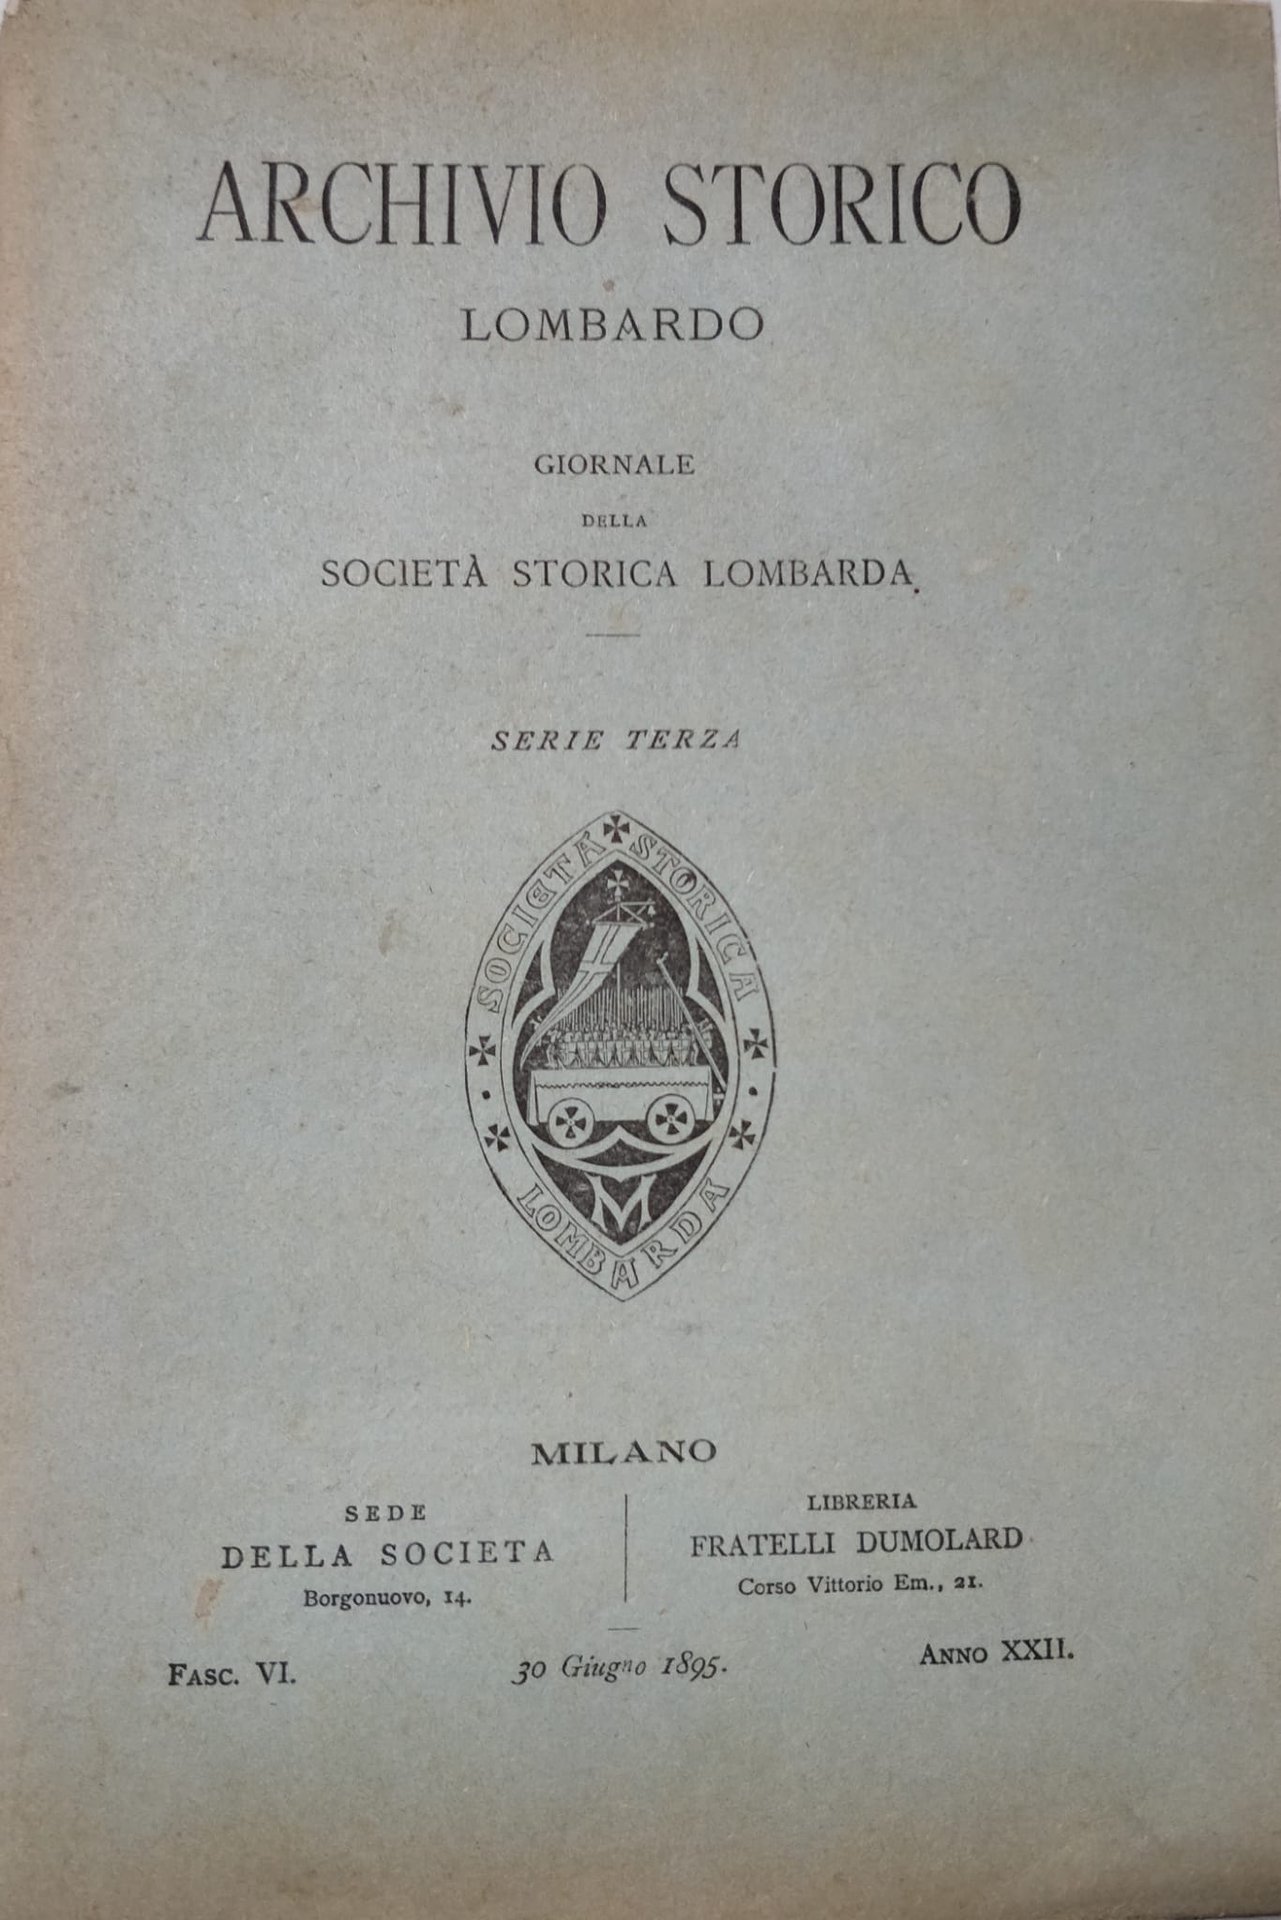 ARCHIVIO STORICO
LOMBARDO
GIORNALE
DELLA
SOCIETÀ STORICA LOMBARDA
SERIE TERZA
SOCIETÁ STORICA
LOMBARDA
M
MILANO
SEDE
DELLA SOCIETA
Borgonuovo, 14.
LIBRERIA
FRATELLI DUMOLARD
Corso Vittorio Em., 21.
FASC. VI.
30 Giugno 1895.
ANNO XXII.